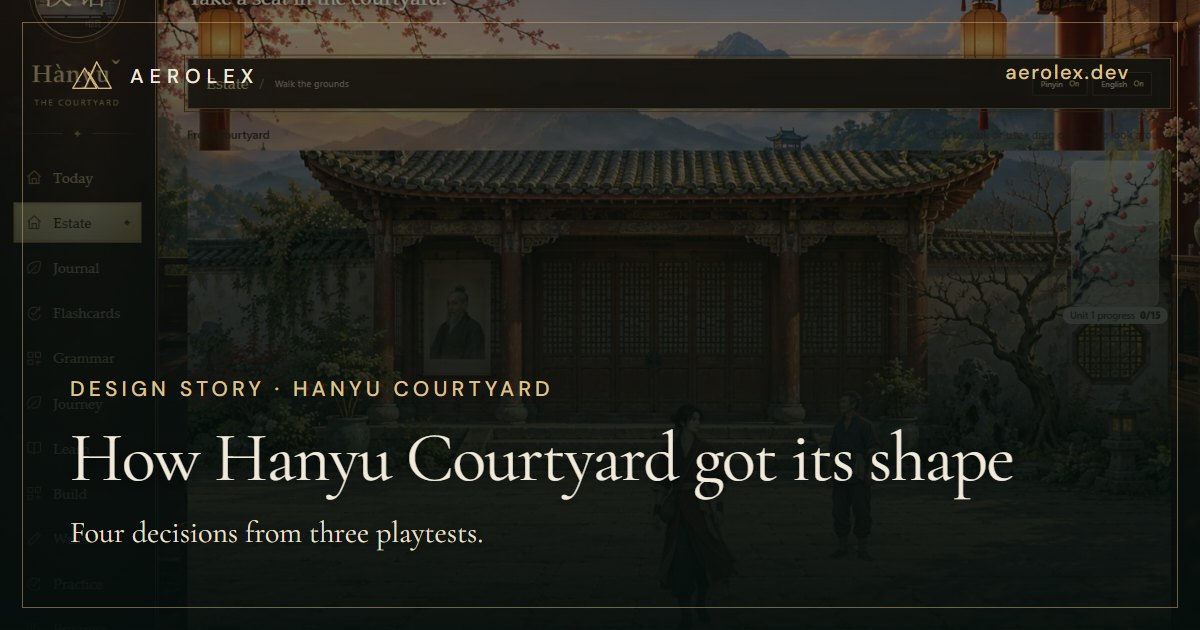 Take a seat in the courtyard.
Hànyǔ
THE COURTYARD
AEROLEX
aerolex.dev
Estate / Walk the grounds
Pinyin On
English On
Today
Estate
Journal
Flashcards
Grammar
Journey
Build
Practice
Unit 1 progress 0/15
DESIGN STORY · HANYU COURTYARD
How Hanyu Courtyard got its shape
Four decisions from three playtests.